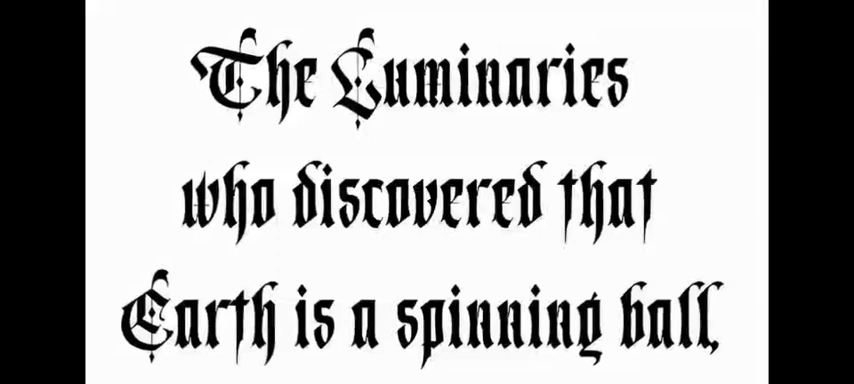 The Luminaries
who discovered that
Earth is a spinning ball,